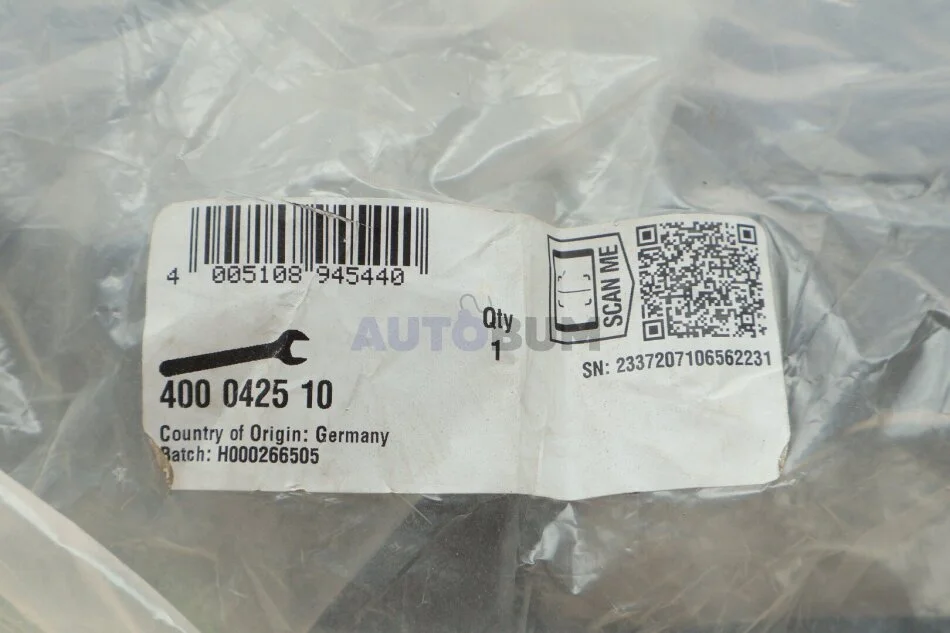 4 005108 945440
AUTOBUM
Qty
1
400 0425 10
Country of Origin: Germany
Batch: H000266505
SCAN ME
SN: 2337207106562231